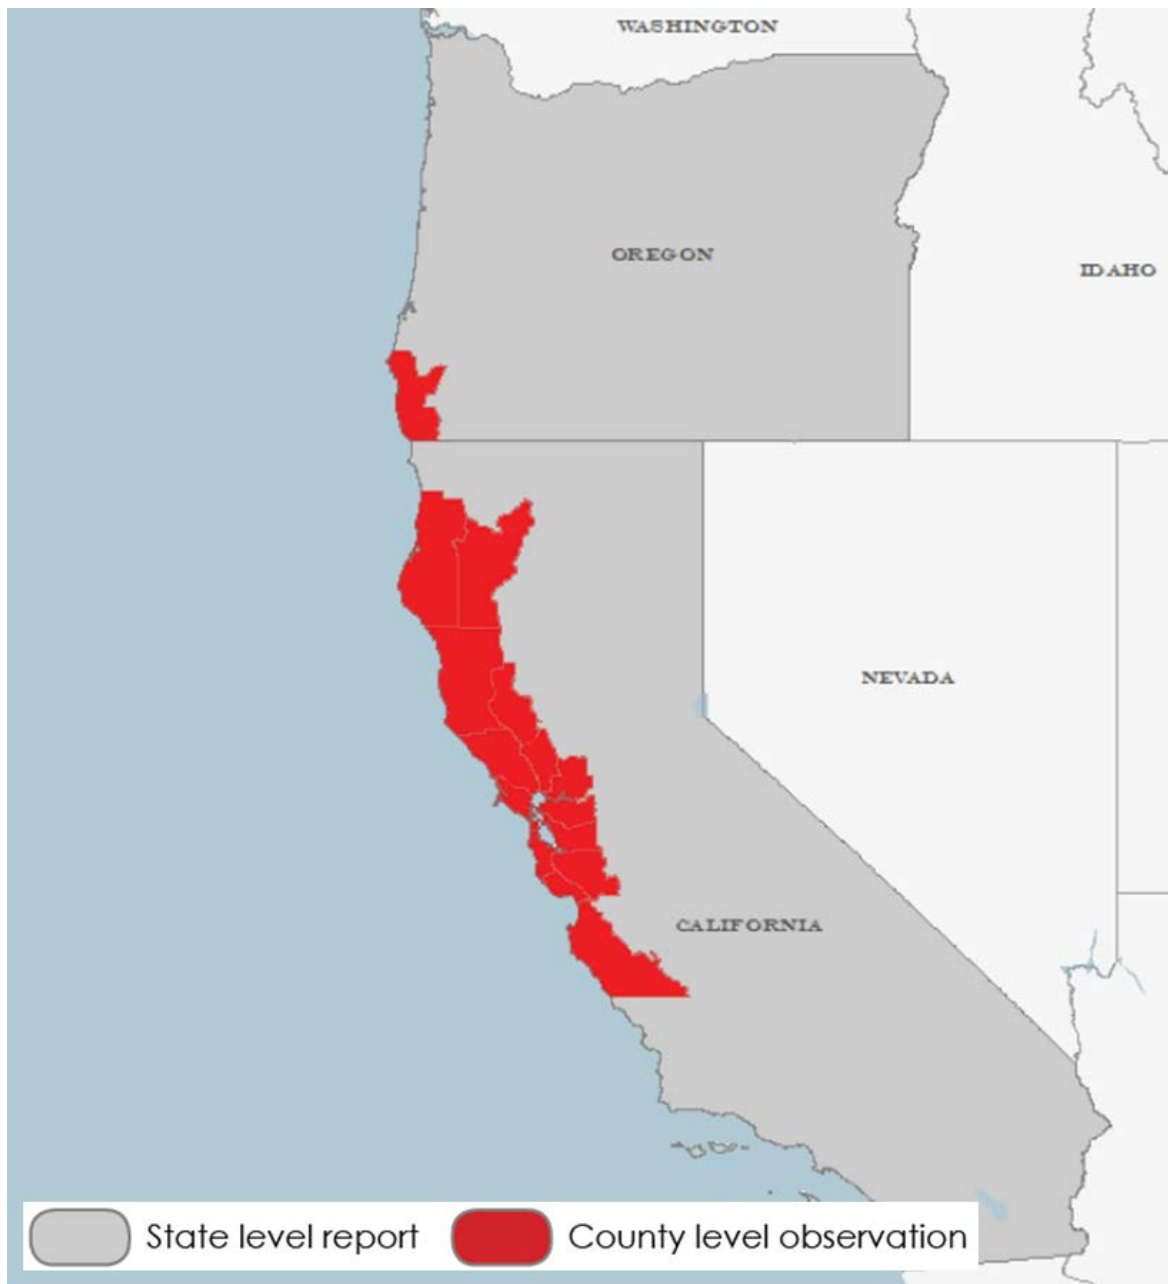 WASHINGTON
OREGON
IDAHO
NEVADA
CALIFORNIA
State level report
County level observation